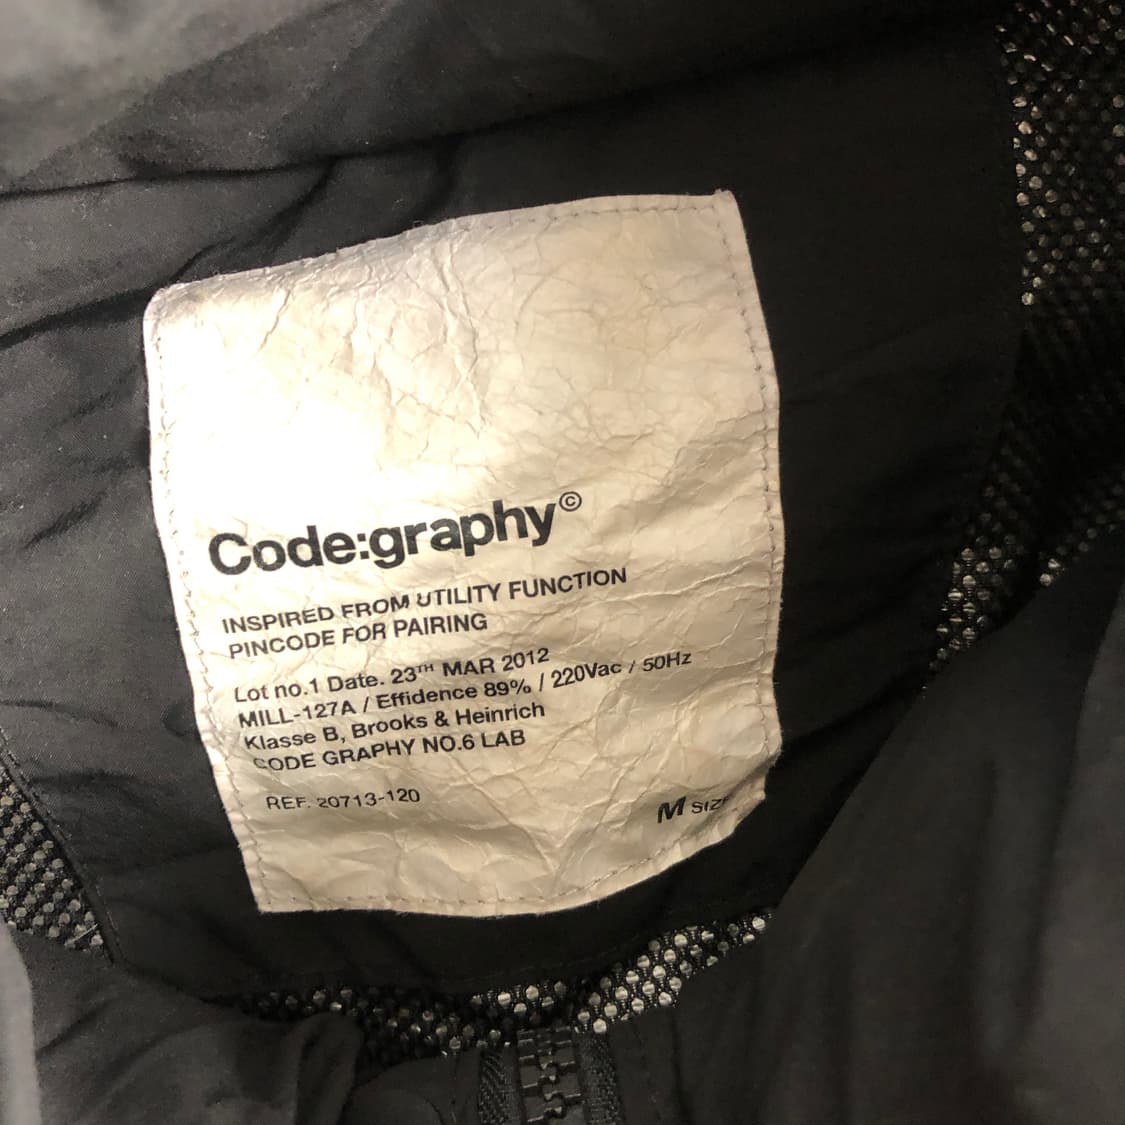 Code:graphy©
INSPIRED FROM UTILITY FUNCTION
PINCODE FOR PAIRING
Lot no.1 Date. 23TH MAR 2012
MILL-127A / Effidence 89% / 220Vac / 50Hz
Klasse B, Brooks & Heinrich
CODE GRAPHY NO.6 LAB
REF. 20713-120
M SIZE